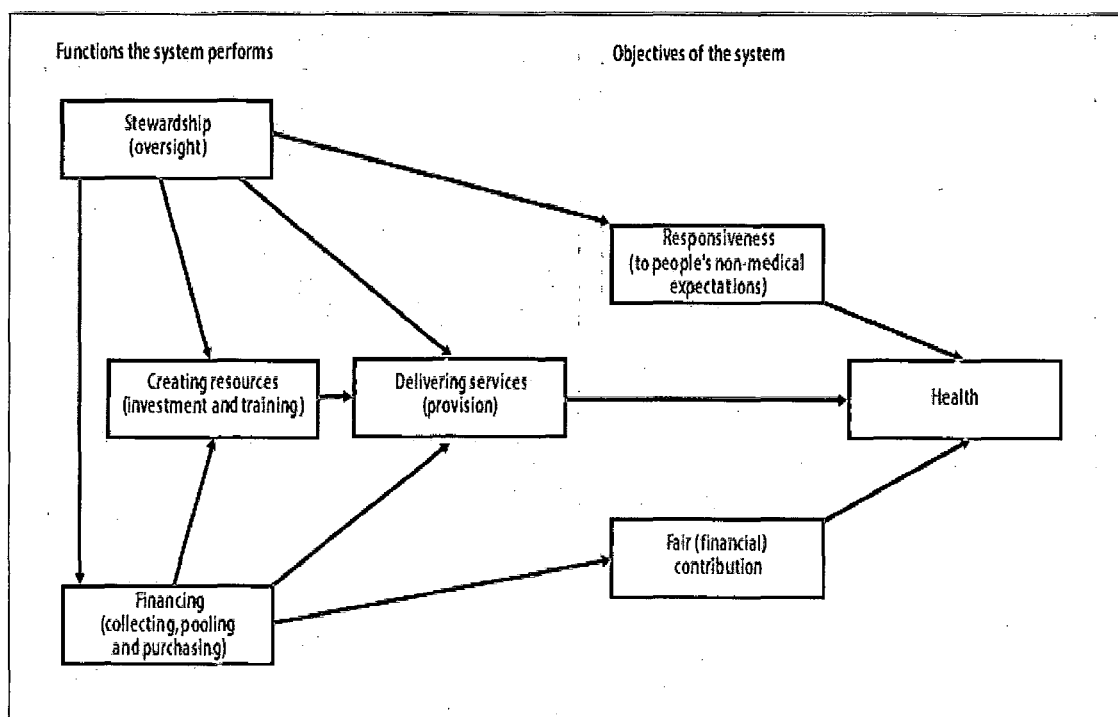 Functions the system performs
Objectives of the system
Stewardship
(oversight)
Responsiveness
(to people's non-medical
expectations)
Creating resources
(investment and training)
Delivering services
(provision)
Health
Fair (financial)
contribution
Financing
(collecting, pooling
and purchasing)